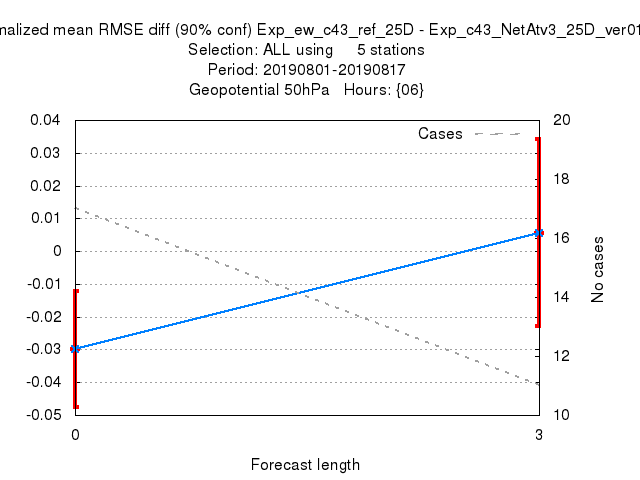 malized mean RMSE diff (90% conf) Exp_ew_c43_ref_25D - Exp_c43_NetAtv3_25D_ver01
Selection: ALL using     5 stations
Period: 20190801-20190817
Geopotential 50hPa   Hours: {06}
Cases
0.04
0.03
0.02
0.01
0
-0.01
-0.02
-0.03
-0.04
-0.05
20
18
16
14
12
10
No cases
0
3
Forecast length